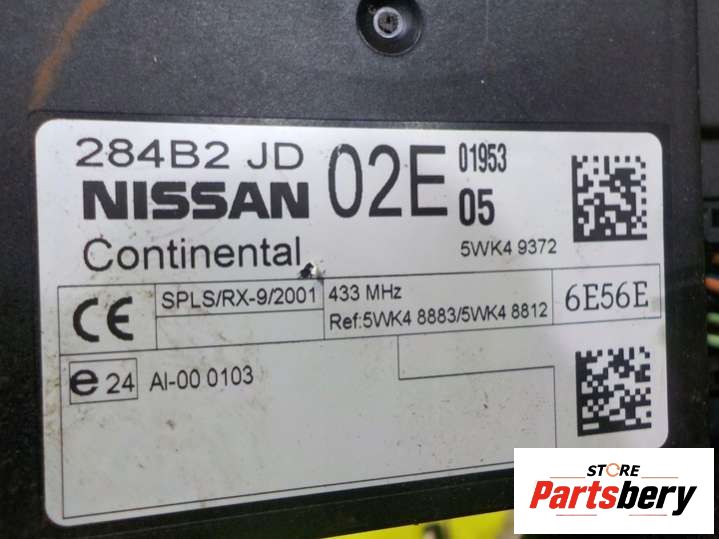 284B2 JD 02E 01953
NISSAN 05
Continental 5WK4 9372
CE SPLS/RX-9/2001 433 MHz 6E56E
Ref:5WK4 8883/5WK4 8812
e 24 AI-00 0103
STORE
Partsbery